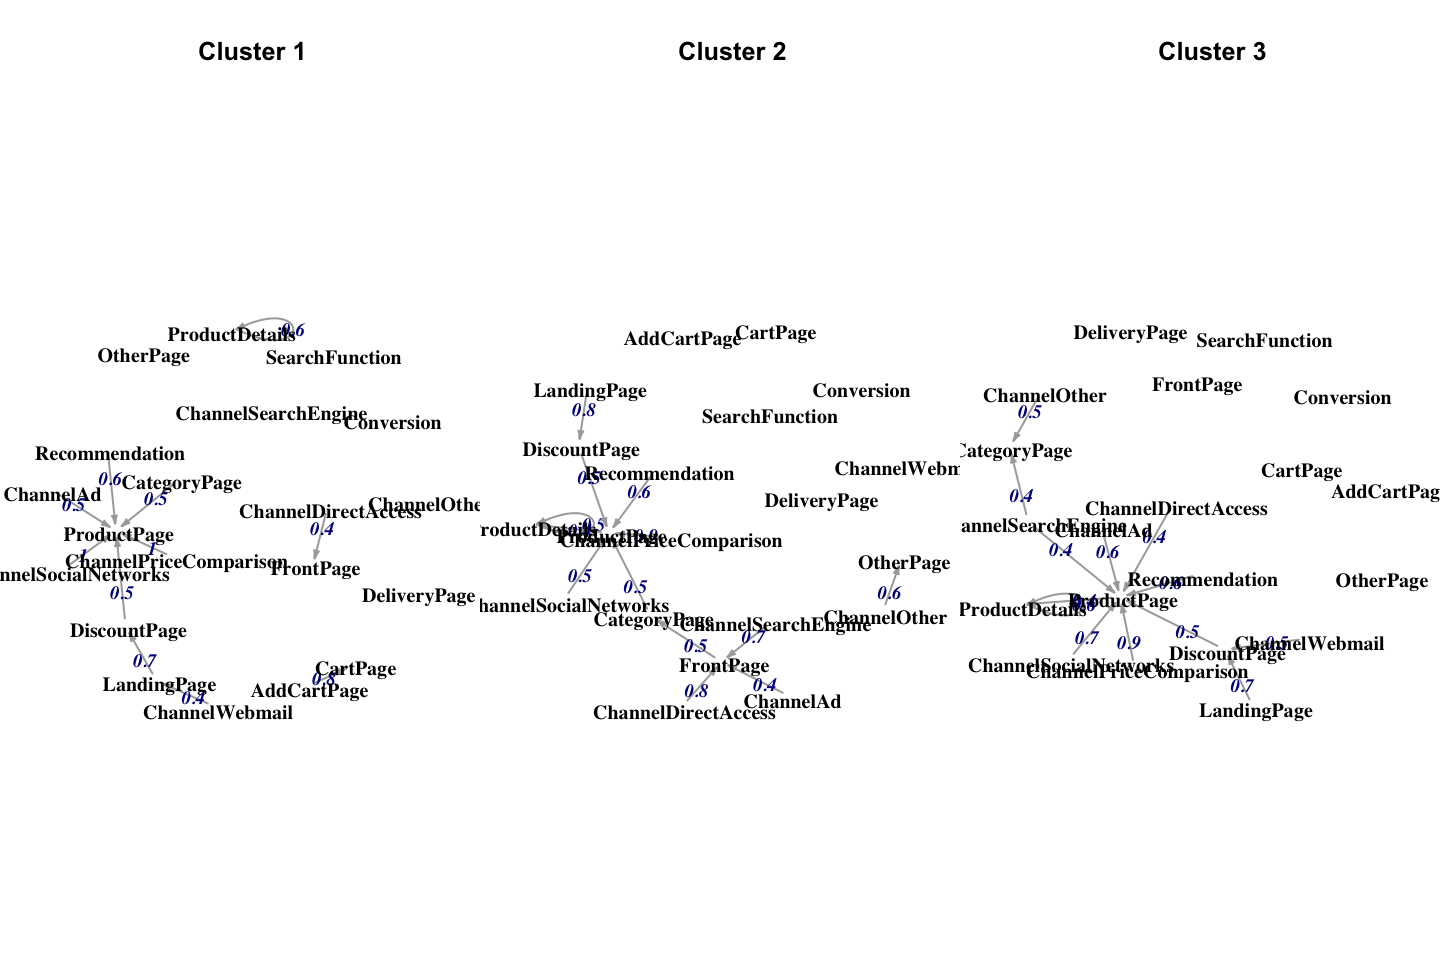 Cluster 1
ProductDetails
0.6
OtherPage
SearchFunction
ChannelSearchEngine
Conversion
Recommendation
0.6
CategoryPage
ChannelAd
0.5
0.5
ChannelOthe
ChannelDirectAccess
0.4
ProductPage
1
1
ChannelPriceComparison
FrontPage
nnelSocialNetworks
0.5
DeliveryPage
DiscountPage
0.7
CartPage
0.8
LandingPage
AddCartPage
0.4
ChannelWebmail
Cluster 2
AddCartPage
CartPage
LandingPage
Conversion
0.8
SearchFunction
DiscountPage
ChannelWebm
Recommendation
0.5
0.6
DeliveryPage
0.5
roductDetails
ProductPage
ChannelPriceComparison
OtherPage
0.5
0.5
0.6
hannelSocialNetworks
ChannelOther
CategoryPage
ChannelSearchEngine
0.7
0.5
FrontPage
0.4
0.8
ChannelAd
ChannelDirectAccess
Cluster 3
DeliveryPage
SearchFunction
FrontPage
ChannelOther
Conversion
0.5
CategoryPage
CartPage
AddCartPag
0.4
ChannelDirectAccess
annelSearchEngine
ChannelAd
0.4
0.4
0.6
Recommendation
OtherPage
ProductPage
ProductDetails
0.7
0.9
0.5
ChannelWebmail
0.5
DiscountPage
ChannelSocialNetworks
ChannelPriceComparison
0.7
LandingPage